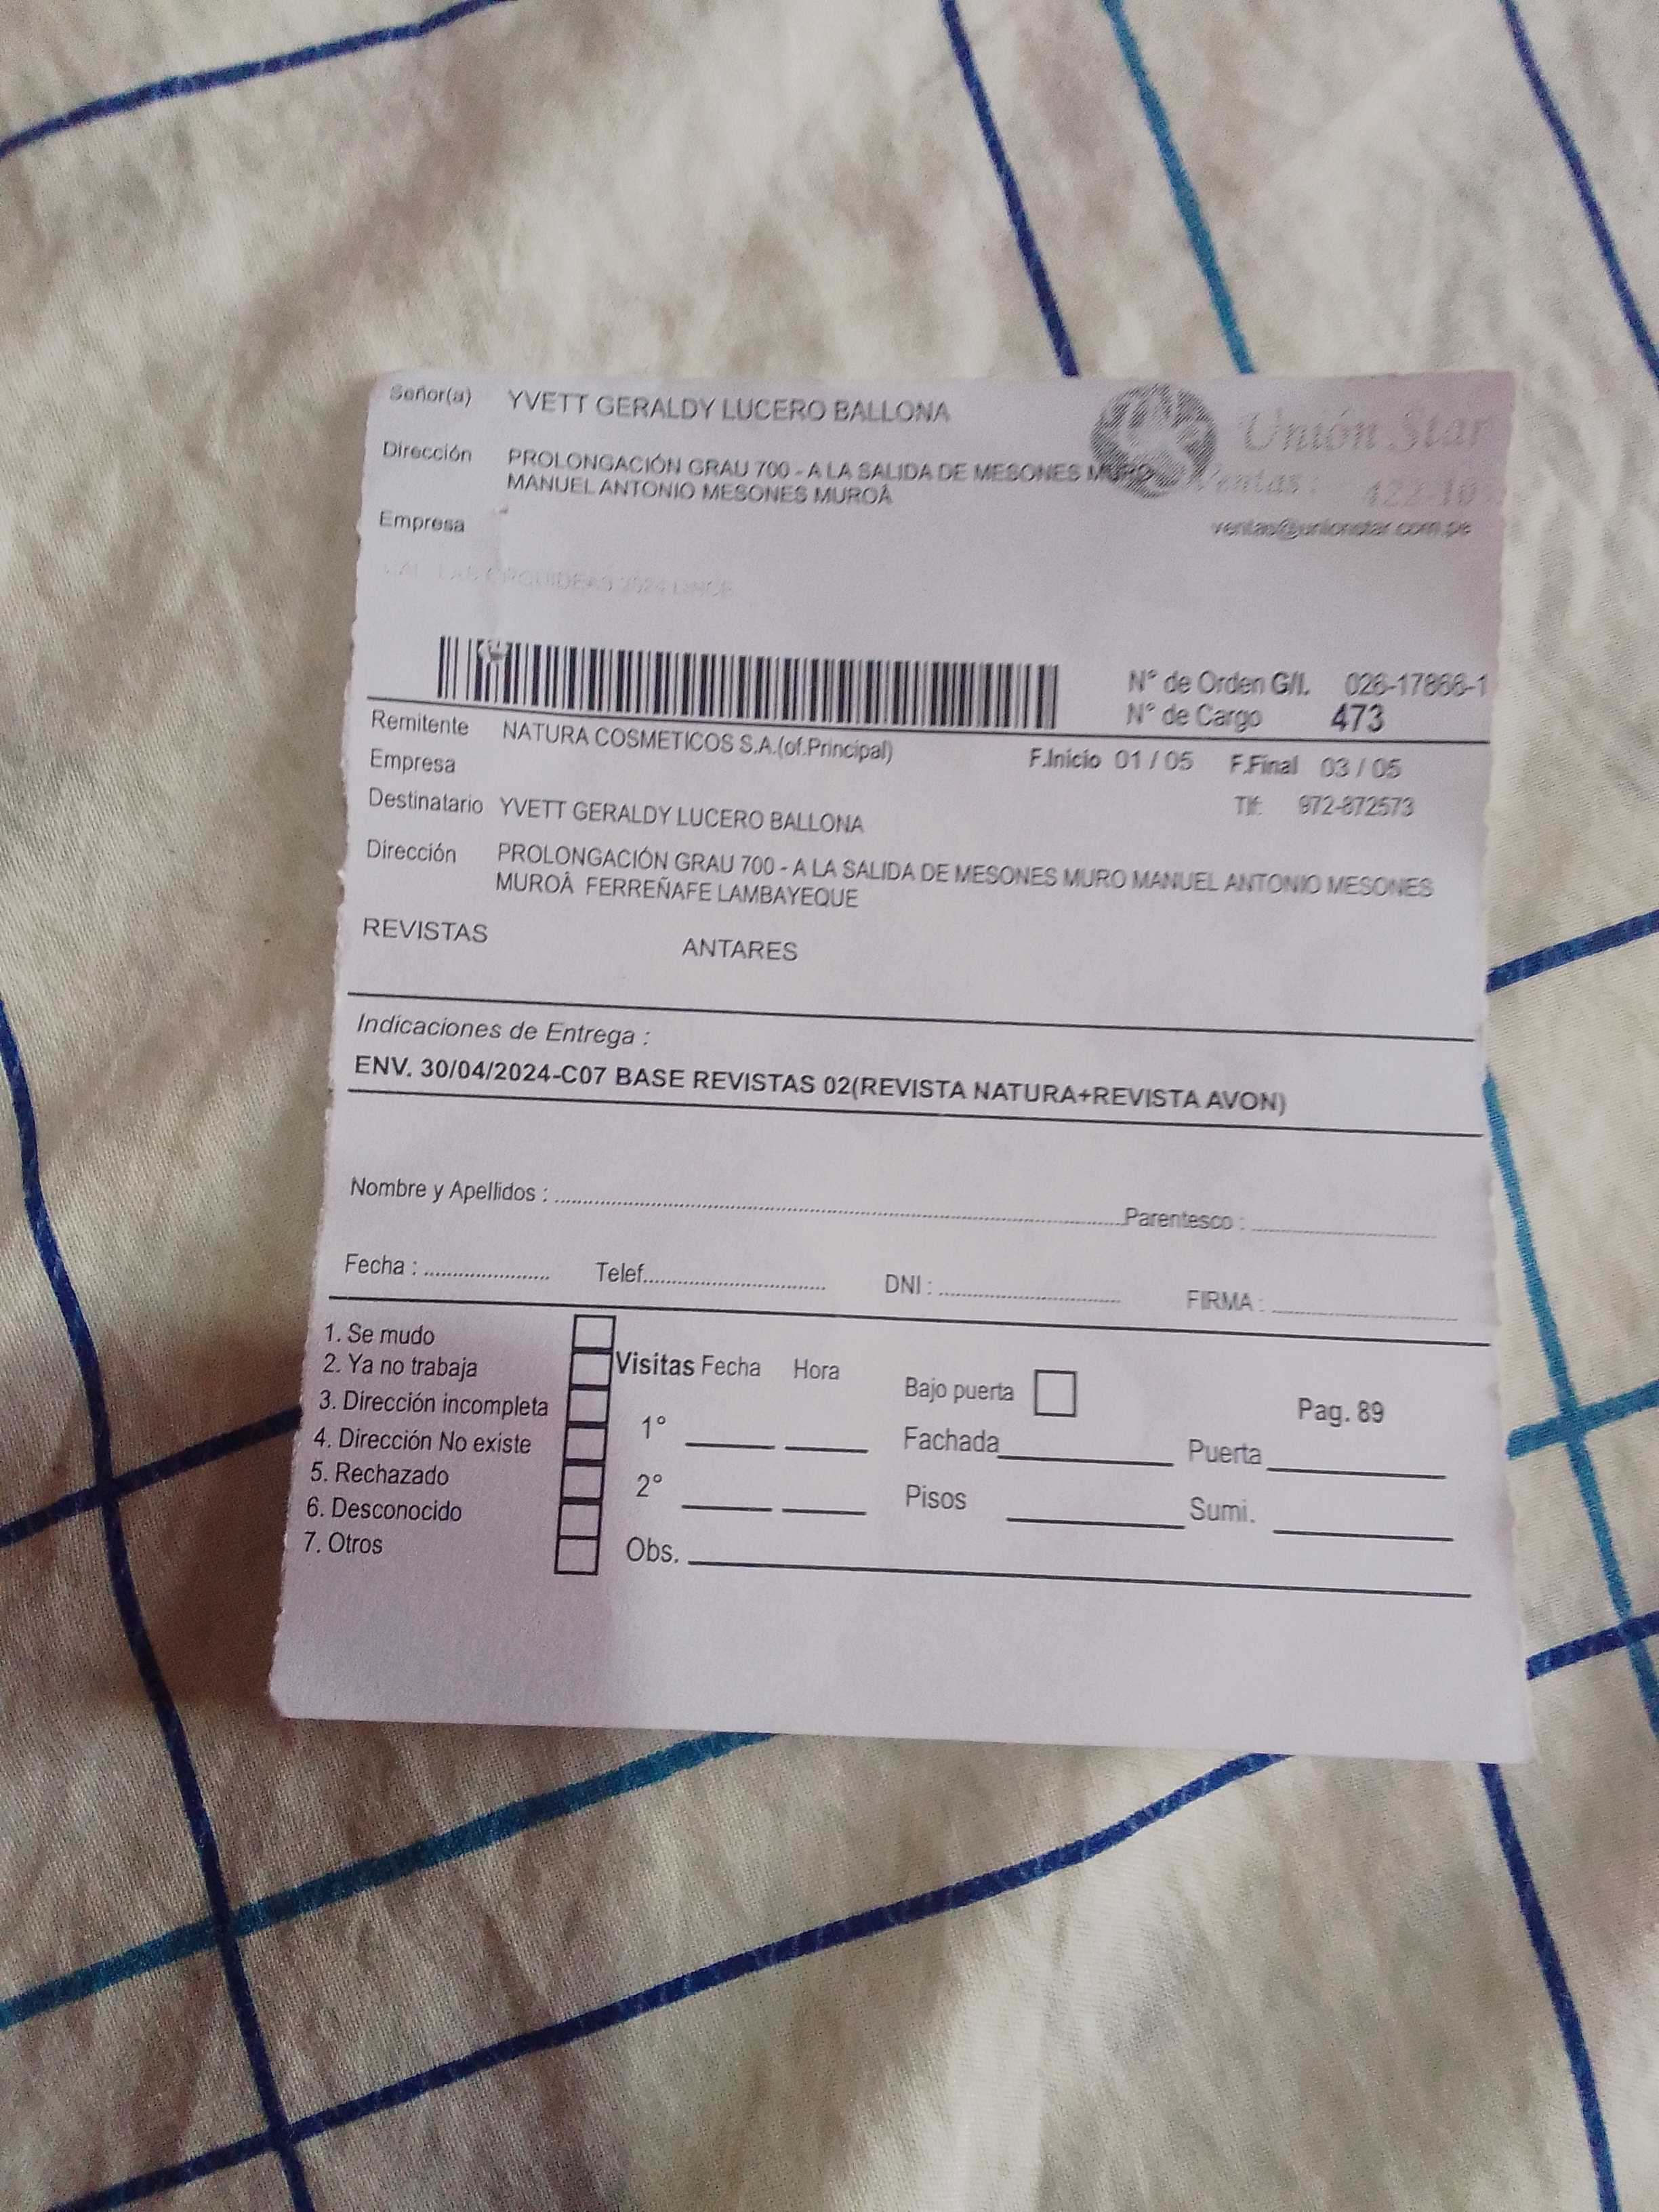 Señor(a) YVETT GERALDY LUCERO BALLONA
Unión Star
Dirección PROLONGACIÓN GRAU 700 - A LA SALIDA DE MESONES MURO
MANUEL ANTONIO MESONES MUROÂ
Ventas.
Empresa
ventas@unionstar.com.pe
ORQUIDEAS
N° de Orden G/I. 026-17866-1
N° de Cargo 473
Remitente NATURA COSMETICOS S.A.(of.Principal)
F.Inicio 01 / 05 F.Final 03 / 05
Empresa
Tlf: 972-872573
Destinatario YVETT GERALDY LUCERO BALLONA
Dirección PROLONGACIÓN GRAU 700 - A LA SALIDA DE MESONES MURO MANUEL ANTONIO MESONES
MUROÂ FERREÑAFE LAMBAYEQUE
REVISTAS ANTARES
Indicaciones de Entrega :
ENV. 30/04/2024-C07 BASE REVISTAS 02(REVISTA NATURA+REVISTA AVON)
Nombre y Apellidos : Parentesco :
Fecha : Telef. DNI : FIRMA :
1. Se mudo
2. Ya no trabaja
3. Dirección incompleta
4. Dirección No existe
5. Rechazado
6. Desconocido
7. Otros
Visitas Fecha Hora
1°
2°
Obs.
Bajo puerta
Pag. 89
Fachada Puerta
Pisos Sumi.